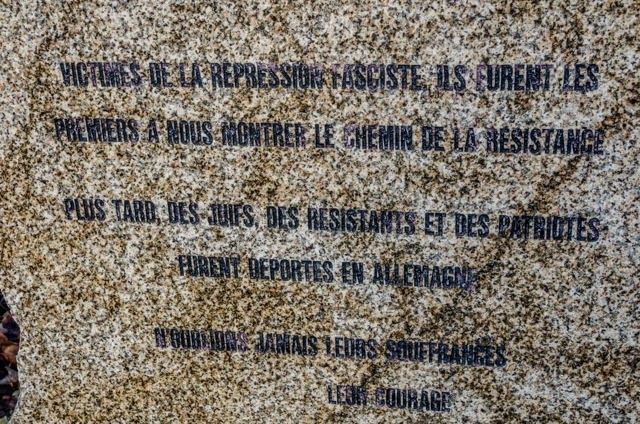 VICTIMES DE LA REPRESSION FASCISTE, ILS FURENT LES
PREMIERS A NOUS MONTRER LE CHEMIN DE LA RESISTANCE
PLUS TARD, DES JUIFS, DES RESISTANTS ET DES PATRIOTES
FURENT DEPORTES EN ALLEMAGNE
N'OUBLIONS JAMAIS LEURS SOUFFRANCES
LEUR COURAGE